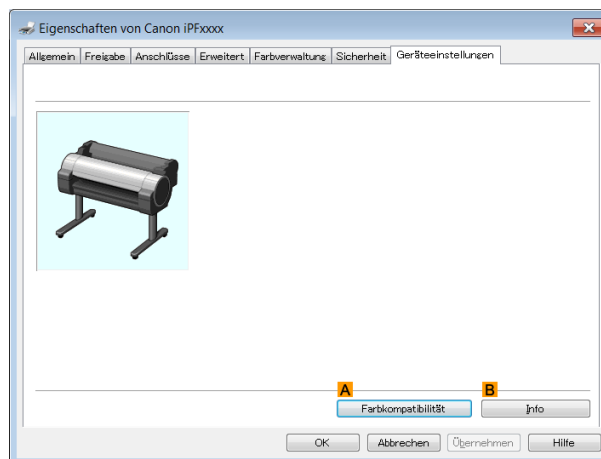 Eigenschaften von Canon iPFxxxx
Allgemein Freigabe Anschlüsse Erweitert Farbverwaltung Sicherheit Geräteeinstellungen
A B
Farbkompatibilität Info
OK Abbrechen Übernehmen Hilfe